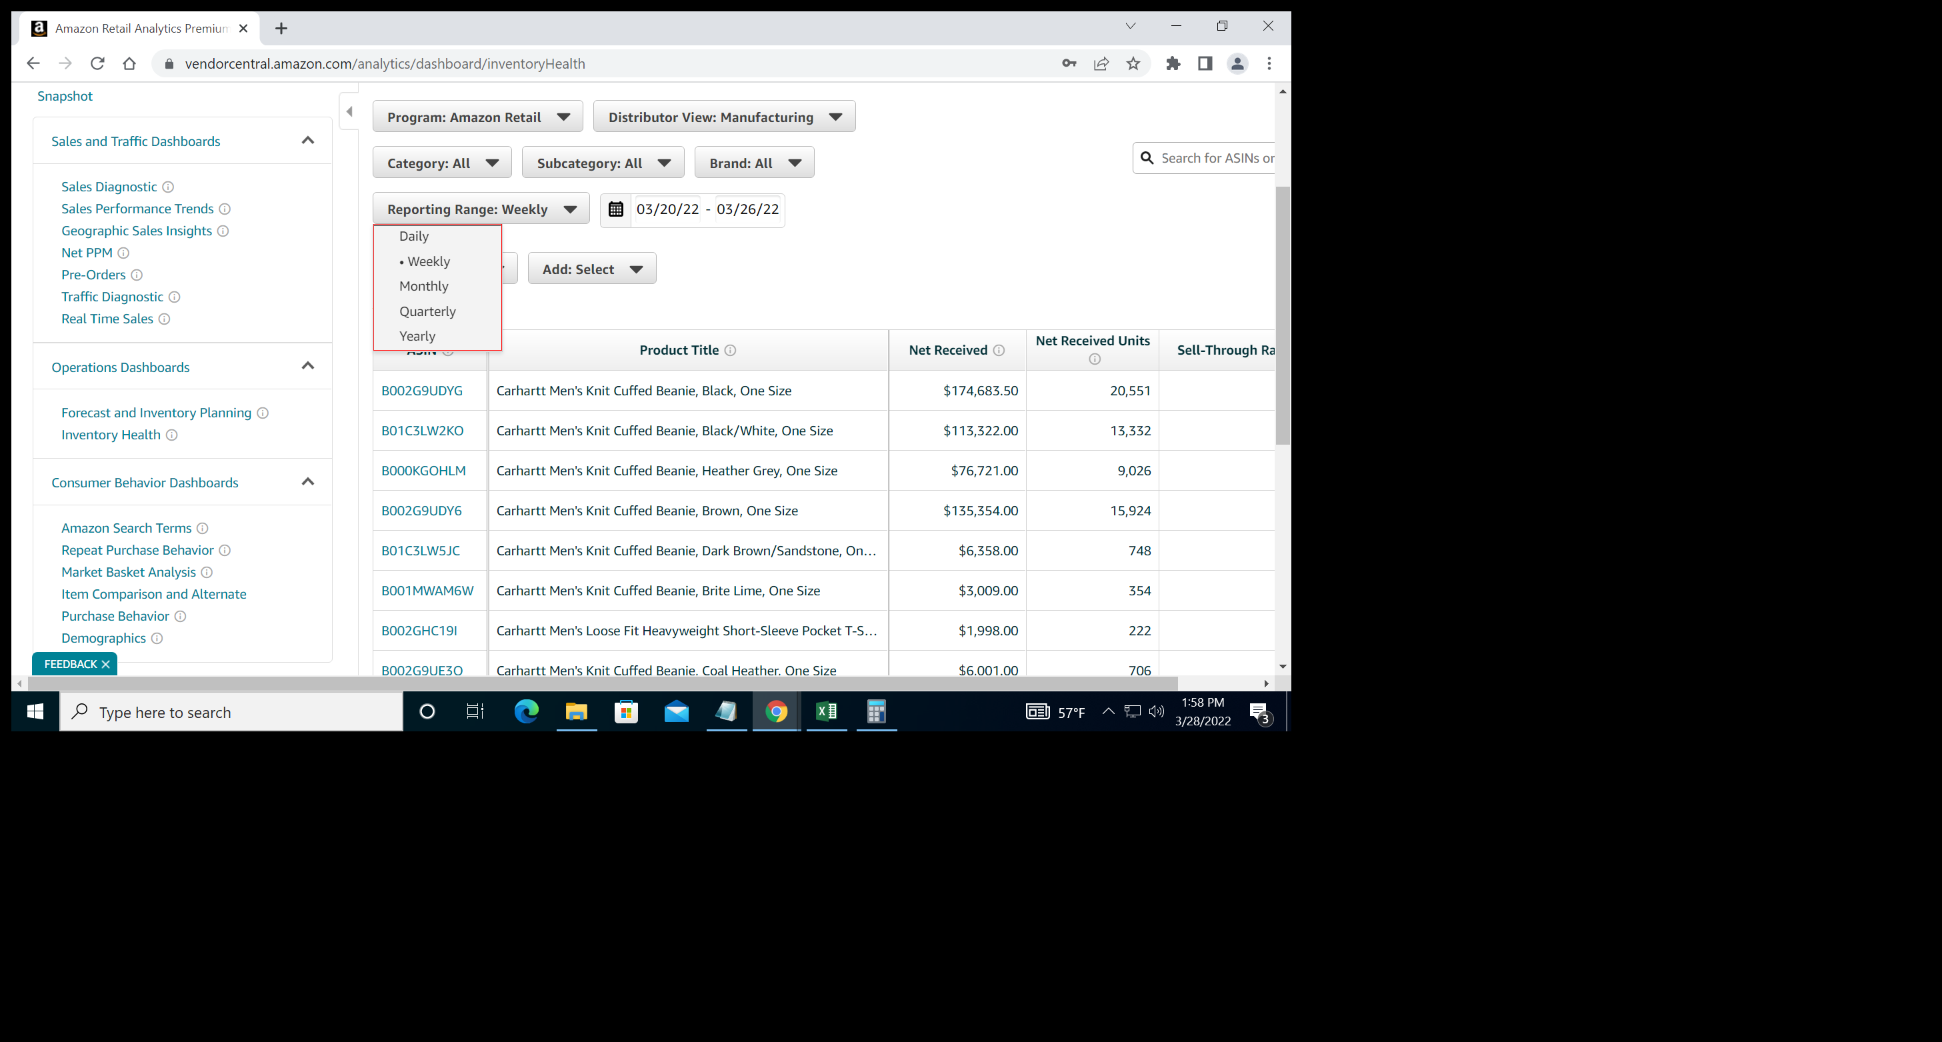 Amazon Retail Analytics Premium
vendorcentral.amazon.com/analytics/dashboard/inventoryHealth
Snapshot
Sales and Traffic Dashboards
Sales Diagnostic
Sales Performance Trends
Geographic Sales Insights
Net PPM
Pre-Orders
Traffic Diagnostic
Real Time Sales
Operations Dashboards
Forecast and Inventory Planning
Inventory Health
Consumer Behavior Dashboards
Amazon Search Terms
Repeat Purchase Behavior
Market Basket Analysis
Item Comparison and Alternate
Purchase Behavior
Demographics
FEEDBACK
Program: Amazon Retail Distributor View: Manufacturing
Category: All Subcategory: All Brand: All
Search for ASINs or
Reporting Range: Weekly 03/20/22 - 03/26/22
Daily
• Weekly
Monthly
Quarterly
Yearly
Add: Select
ASIN Product Title Net Received Net Received Units Sell-Through Ra
B002G9UDYG Carhartt Men's Knit Cuffed Beanie, Black, One Size $174,683.50 20,551
B01C3LW2KO Carhartt Men's Knit Cuffed Beanie, Black/White, One Size $113,322.00 13,332
B000KGOHLM Carhartt Men's Knit Cuffed Beanie, Heather Grey, One Size $76,721.00 9,026
B002G9UDY6 Carhartt Men's Knit Cuffed Beanie, Brown, One Size $135,354.00 15,924
B01C3LW5JC Carhartt Men's Knit Cuffed Beanie, Dark Brown/Sandstone, On... $6,358.00 748
B001MWAM6W Carhartt Men's Knit Cuffed Beanie, Brite Lime, One Size $3,009.00 354
B002GHC19I Carhartt Men's Loose Fit Heavyweight Short-Sleeve Pocket T-S... $1,998.00 222
B002G9UE3O Carhartt Men's Knit Cuffed Beanie, Coal Heather, One Size $6,001.00 706
Type here to search
57°F
1:58 PM
3/28/2022
3